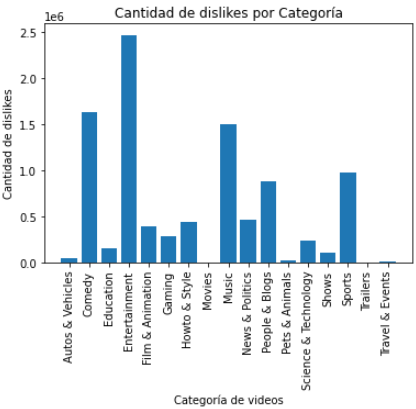 Cantidad de dislikes por Categoría
1e6
2.5
2.0
1.5
1.0
0.5
0.0
Cantidad de dislikes
Autos & Vehicles
Comedy
Education
Entertainment
Film & Animation
Gaming
Howto & Style
Movies
Music
News & Politics
People & Blogs
Pets & Animals
Science & Technology
Shows
Sports
Trailers
Travel & Events
Categoría de videos